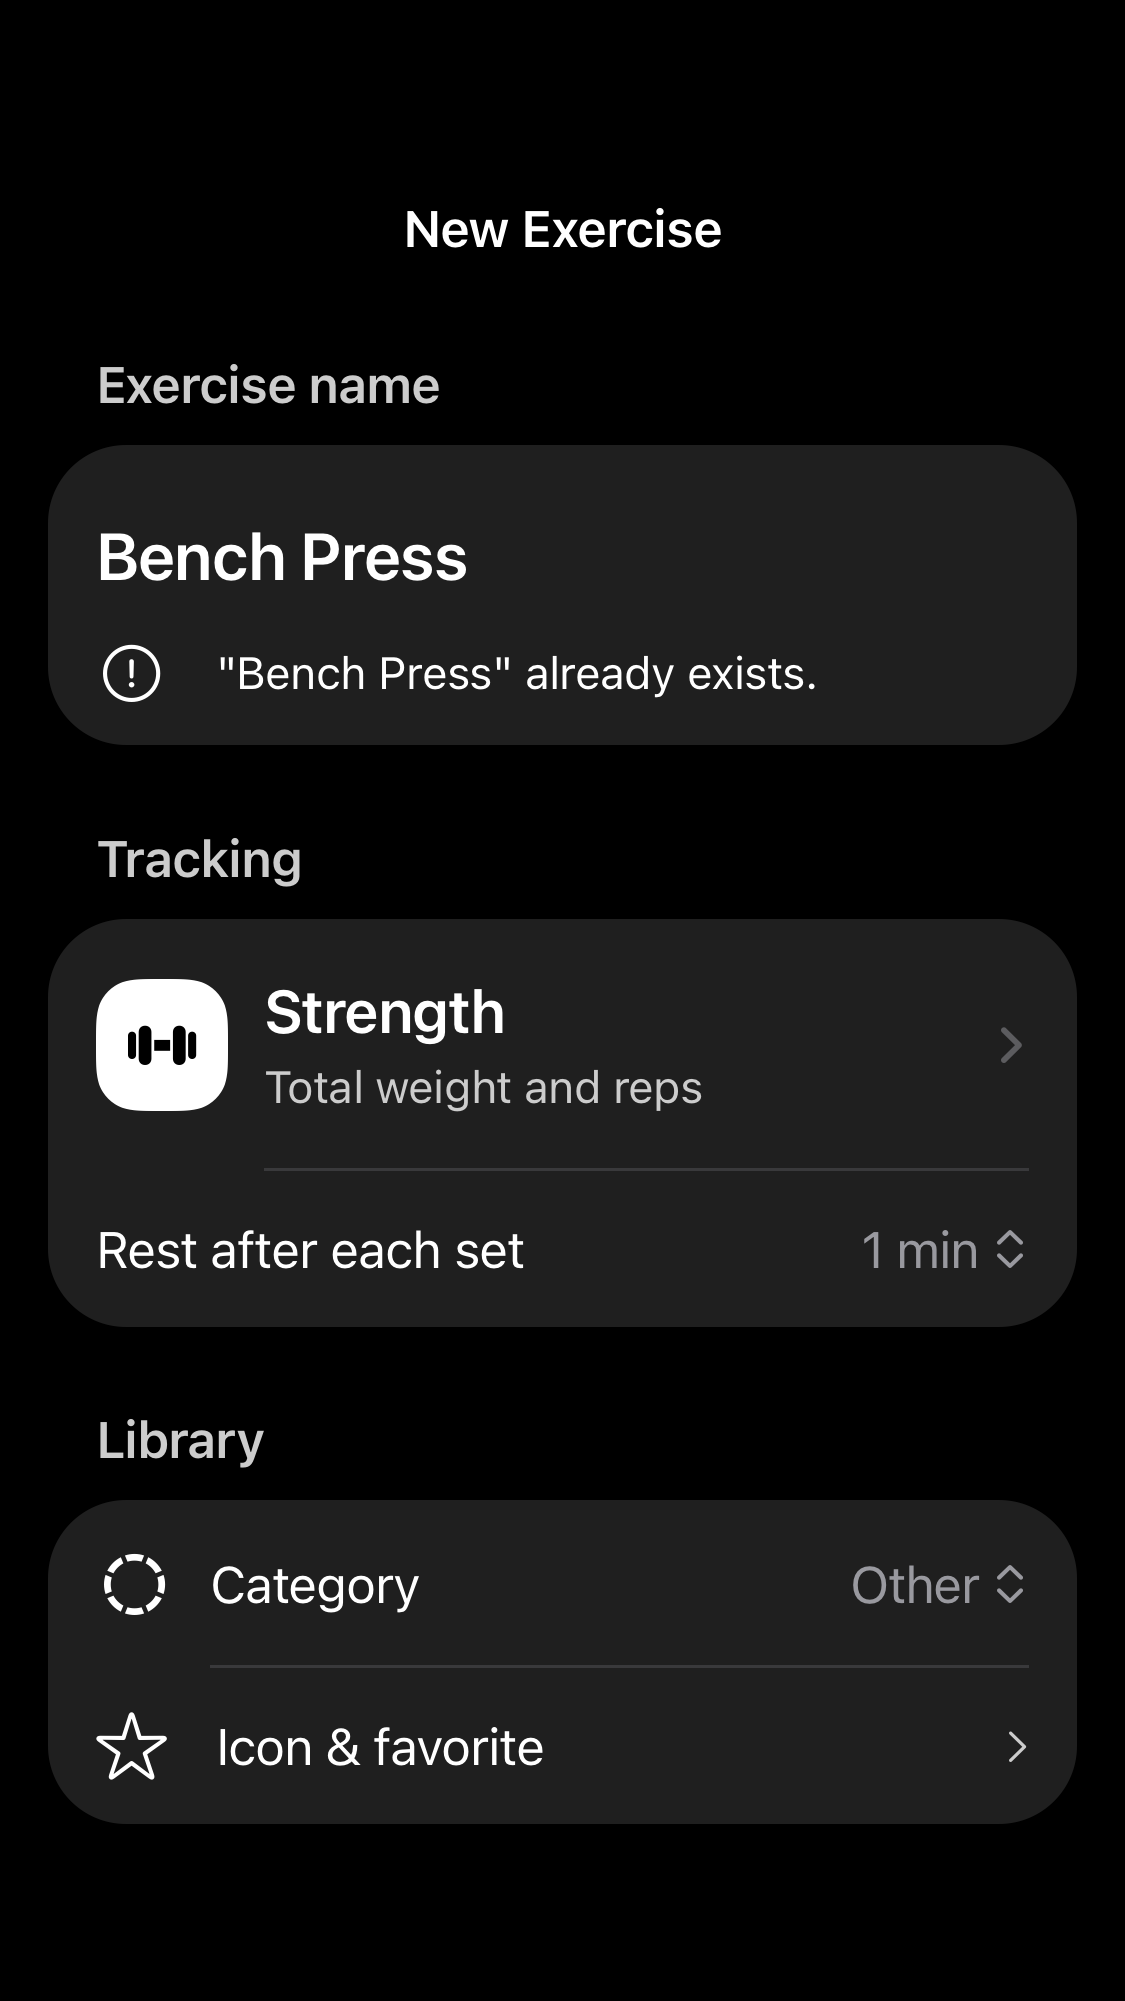 New Exercise
Exercise name
Bench Press
"Bench Press" already exists.
Tracking
Strength
Total weight and reps
Rest after each set 1 min
Library
Category Other
Icon & favorite